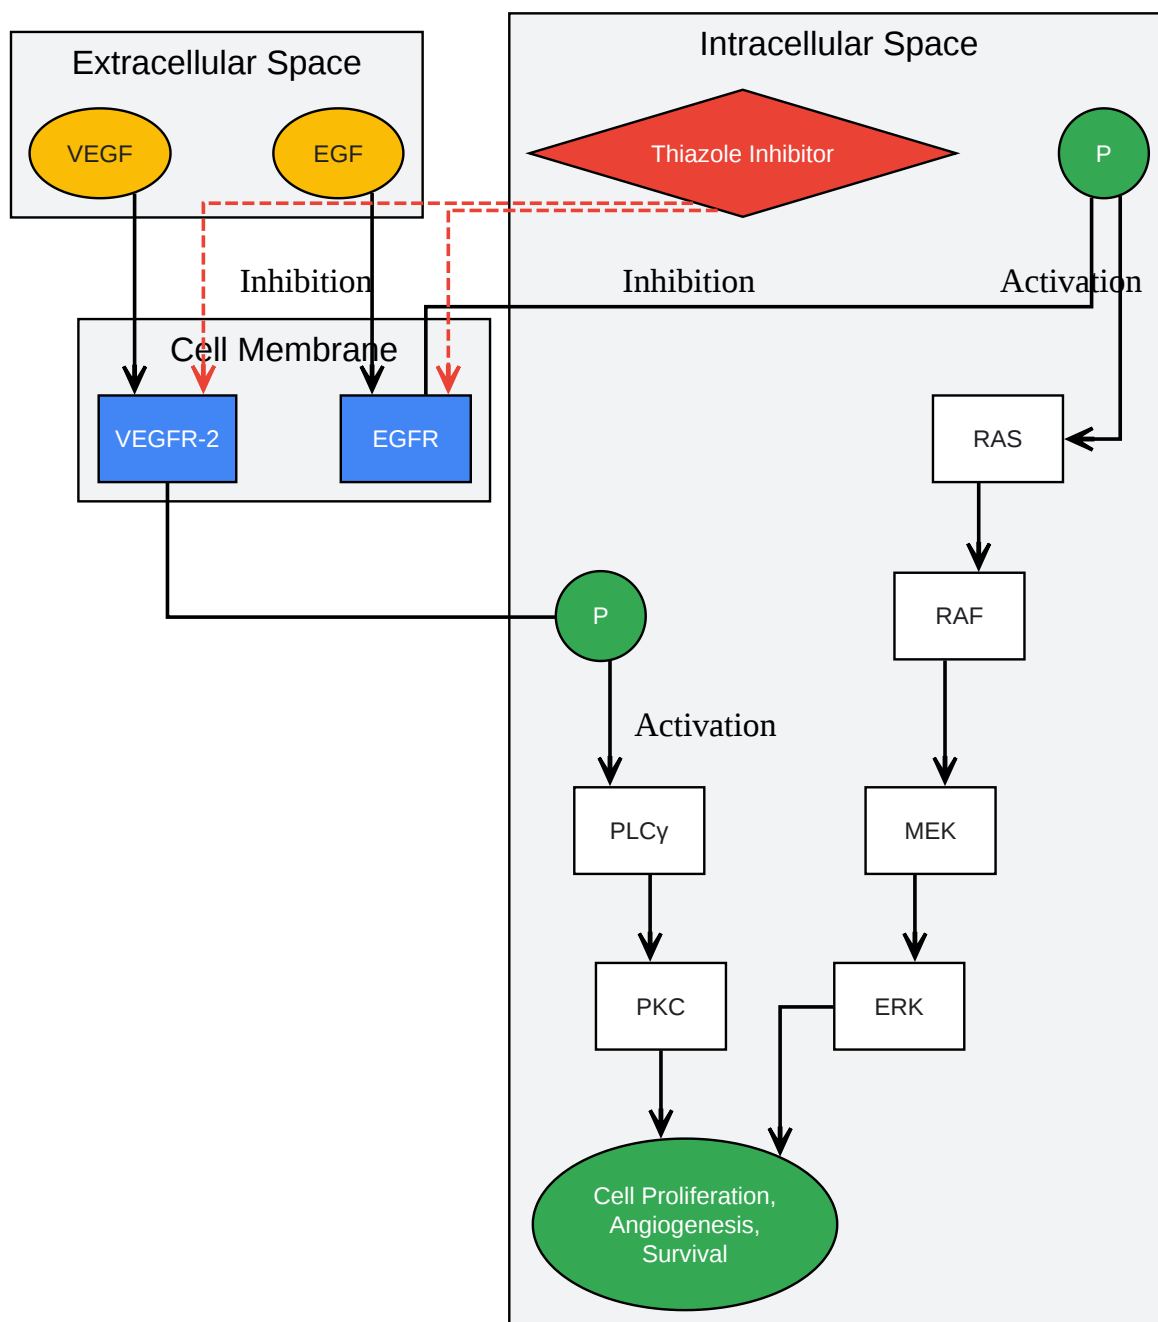 Extracellular Space
Intracellular Space
VEGF
EGF
Thiazole Inhibitor
P
Inhibition
Inhibition
Activation
Cell Membrane
VEGFR-2
EGFR
RAS
P
RAF
Activation
PLCγ
MEK
PKC
ERK
Cell Proliferation,
Angiogenesis,
Survival